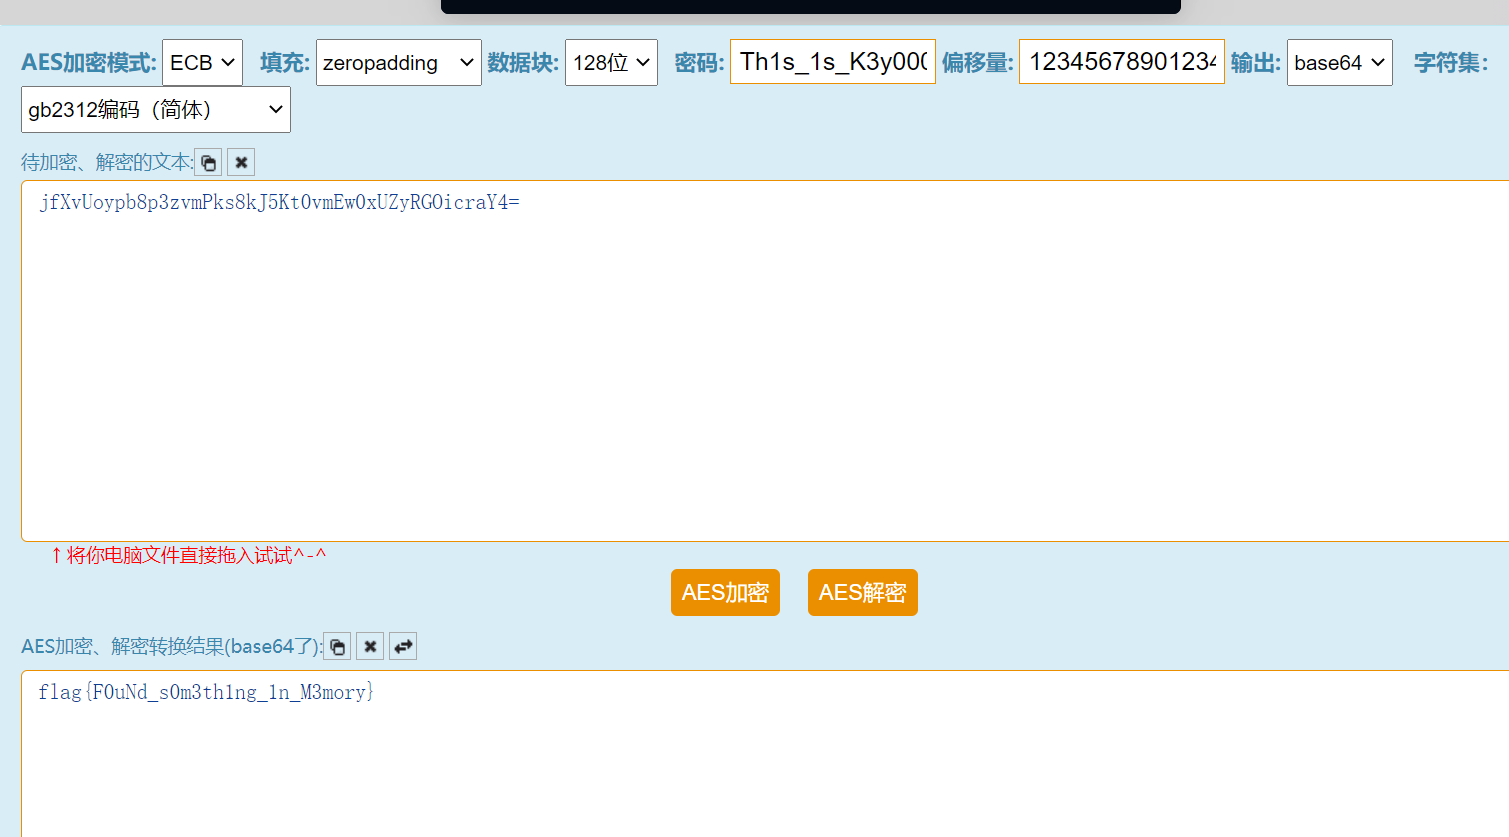 AES加密模式: ECB 填充: zeropadding 数据块: 128位 密码: Th1s_1s_K3y00( 偏移量: 12345678901234 输出: base64 字符集:
gb2312编码（简体）
待加密、解密的文本:
jfXvUoypb8p3zvmPks8kJ5Kt0vmEw0xUZyRGOicraY4=
↑将你电脑文件直接拖入试试^-^
AES加密 AES解密
AES加密、解密转换结果(base64了):
flag{F0uNd_s0m3th1ng_1n_M3mory}